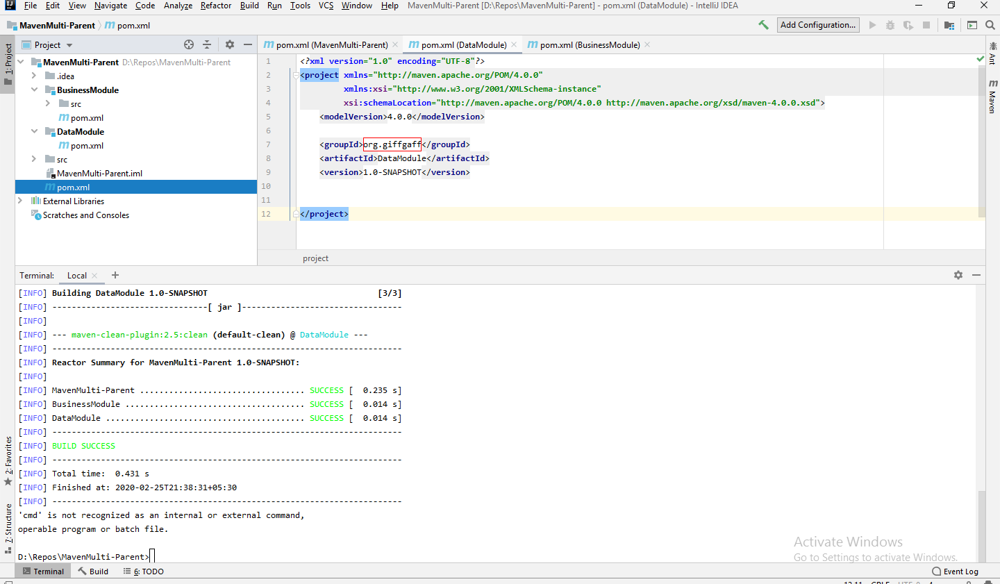 File Edit View Navigate Code Analyze Refactor Build Run Tools VCS Window Help MavenMulti-Parent [D:\Repos\MavenMulti-Parent] - pom.xml (DataModule) - IntelliJ IDEA
MavenMulti-Parent pom.xml
Add Configuration...
1: Project
Project
MavenMulti-Parent D:\Repos\MavenMulti-Parent
.idea
BusinessModule
src
pom.xml
DataModule
pom.xml
src
MavenMulti-Parent.iml
pom.xml
External Libraries
Scratches and Consoles
pom.xml (MavenMulti-Parent) pom.xml (DataModule) pom.xml (BusinessModule)
1 <?xml version="1.0" encoding="UTF-8"?>
2 <project xmlns="http://maven.apache.org/POM/4.0.0"
3 xmlns:xsi="http://www.w3.org/2001/XMLSchema-instance"
4 xsi:schemaLocation="http://maven.apache.org/POM/4.0.0 http://maven.apache.org/xsd/maven-4.0.0.xsd">
5 <modelVersion>4.0.0</modelVersion>
6
7 <groupId>org.giffgaff</groupId>
8 <artifactId>DataModule</artifactId>
9 <version>1.0-SNAPSHOT</version>
10
11
12 </project>
project
Ant
Maven
Terminal: Local
[INFO] Building DataModule 1.0-SNAPSHOT [3/3]
[INFO] --------------------------------[ jar ]---------------------------------
[INFO]
[INFO] --- maven-clean-plugin:2.5:clean (default-clean) @ DataModule ---
[INFO] ------------------------------------------------------------------------
[INFO] Reactor Summary for MavenMulti-Parent 1.0-SNAPSHOT:
[INFO]
[INFO] MavenMulti-Parent .................................. SUCCESS [ 0.235 s]
[INFO] BusinessModule ..................................... SUCCESS [ 0.014 s]
[INFO] DataModule ......................................... SUCCESS [ 0.014 s]
[INFO] ------------------------------------------------------------------------
[INFO] BUILD SUCCESS
[INFO] ------------------------------------------------------------------------
[INFO] Total time: 0.431 s
[INFO] Finished at: 2020-02-25T21:38:31+05:30
[INFO] ------------------------------------------------------------------------
'cmd' is not recognized as an internal or external command,
operable program or batch file.
D:\Repos\MavenMulti-Parent>
2: Favorites
7: Structure
Activate Windows
Go to Settings to activate Windows.
Terminal Build 6: TODO Event Log